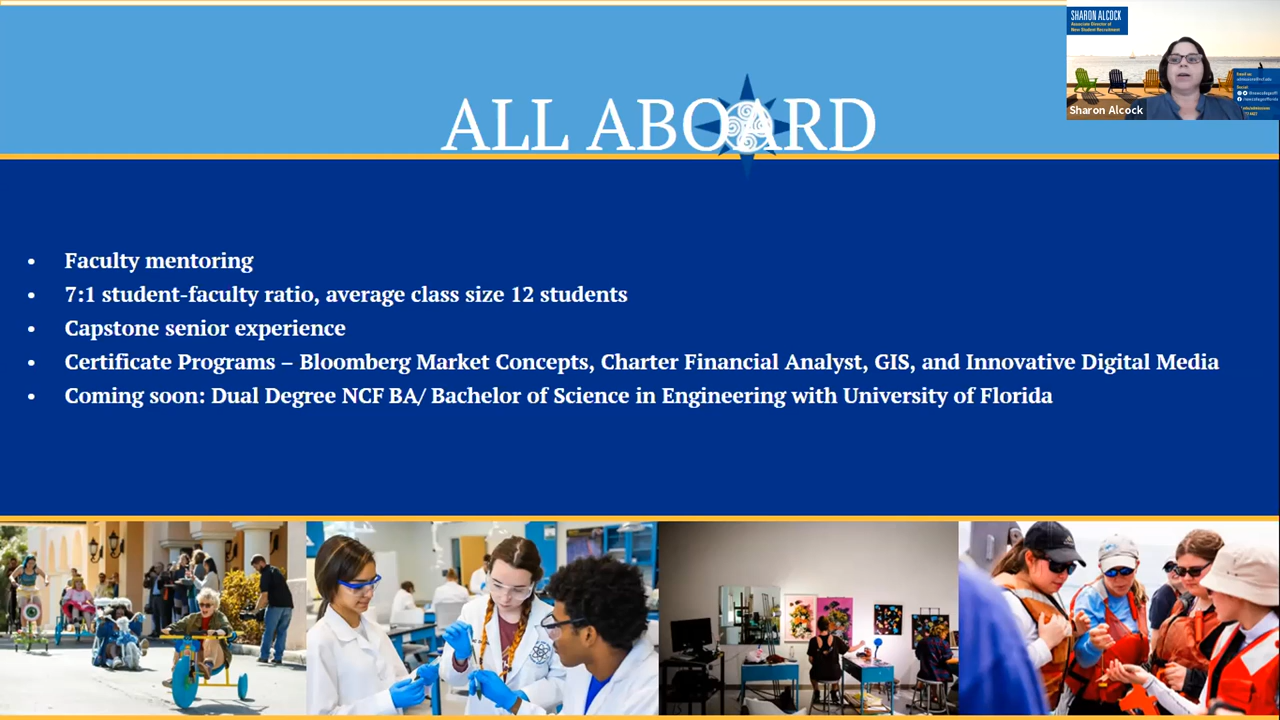 SHARON ALCOCK
Associate Director of
New Student Recruitment
Sharon Alcock
ALL ABOARD
• Faculty mentoring
• 7:1 student-faculty ratio, average class size 12 students
• Capstone senior experience
• Certificate Programs – Bloomberg Market Concepts, Charter Financial Analyst, GIS, and Innovative Digital Media
• Coming soon: Dual Degree NCF BA/ Bachelor of Science in Engineering with University of Florida